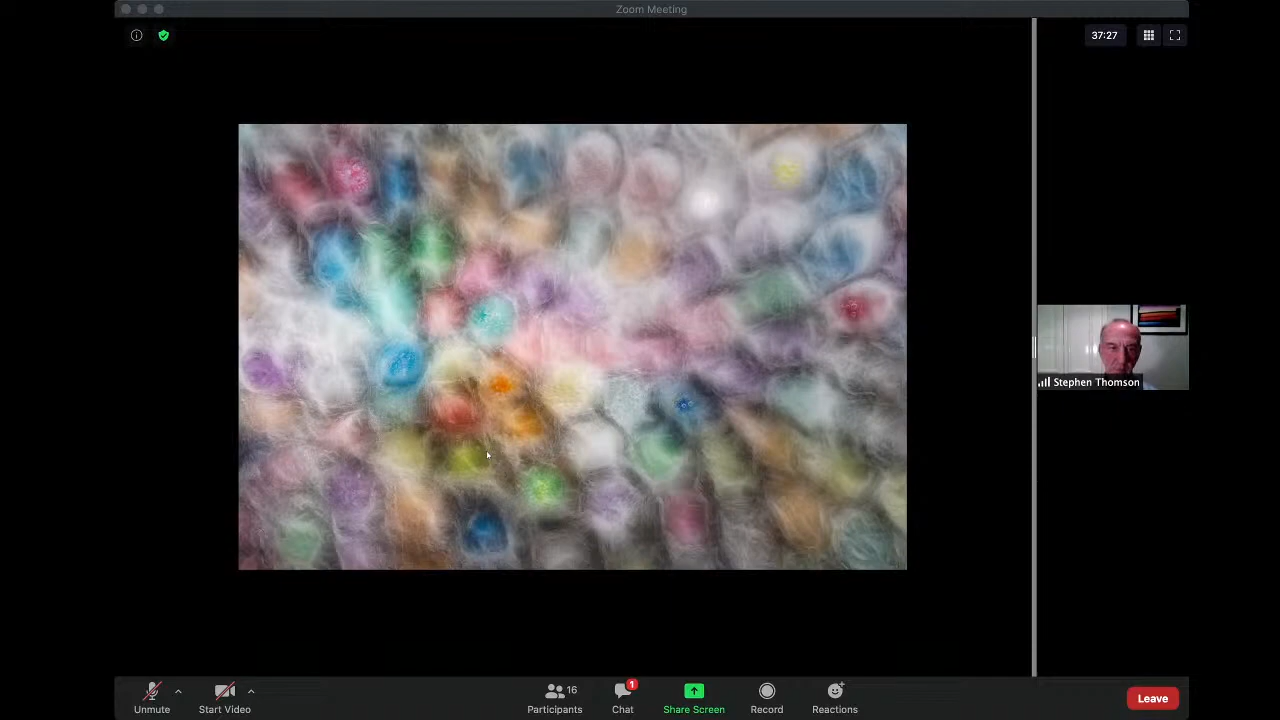 Zoom Meeting
37:27
Stephen Thomson
Unmute
Start Video
Participants
16
Chat
1
Share Screen
Record
Reactions
Leave